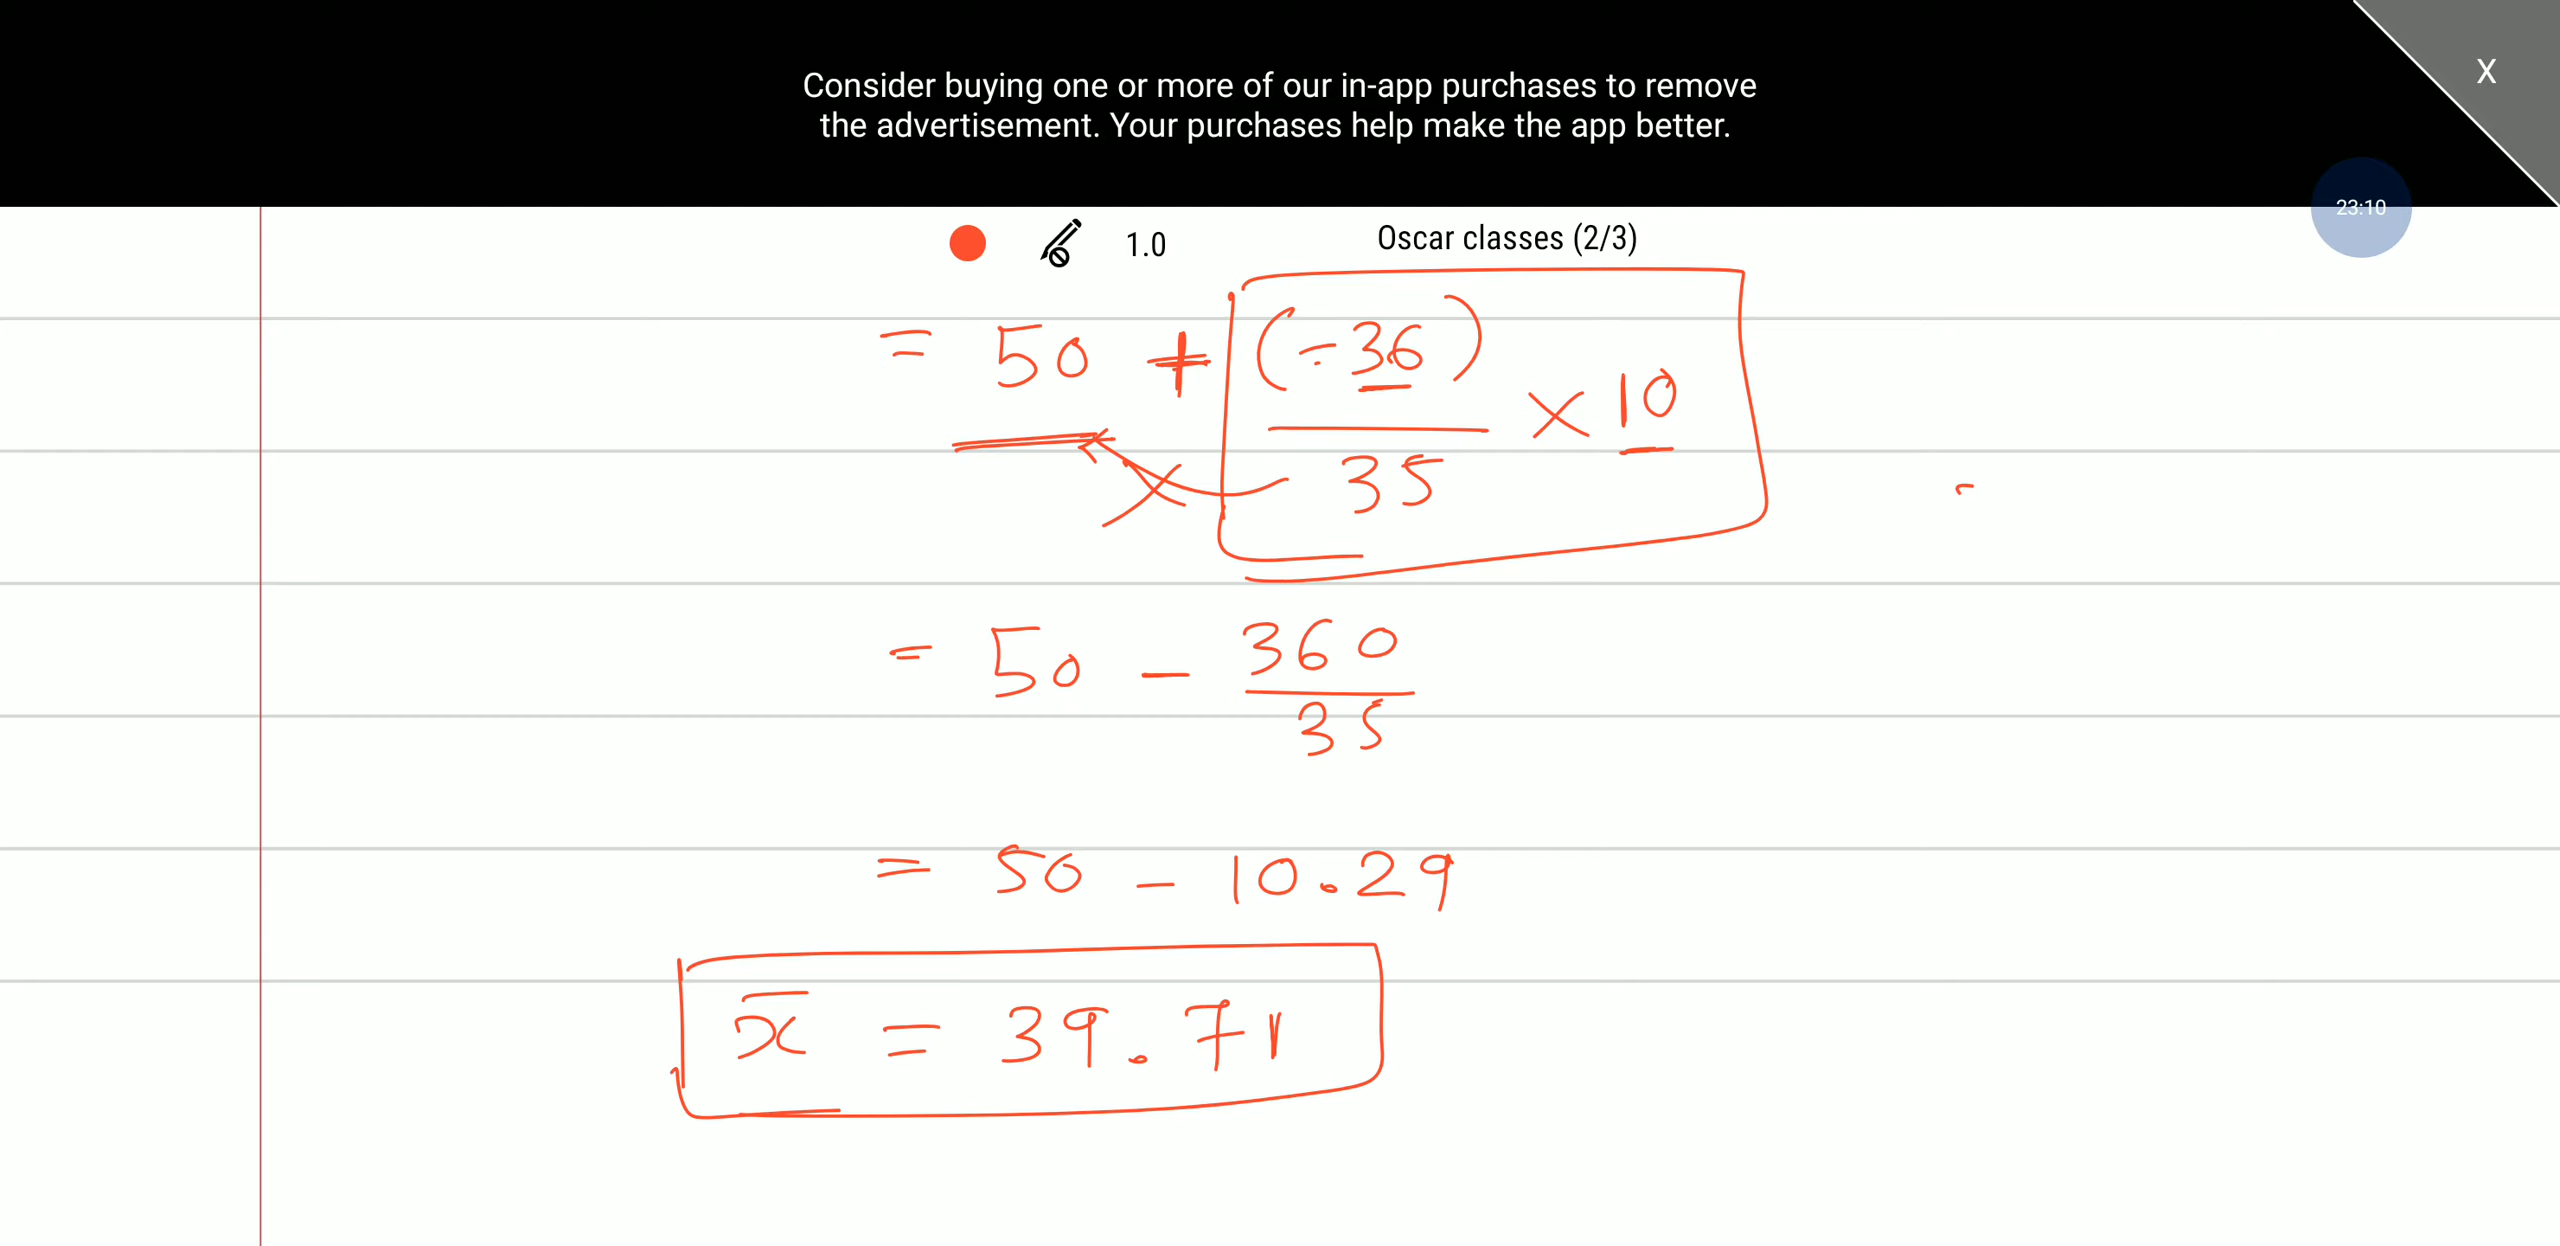 Consider buying one or more of our in-app purchases to remove
the advertisement. Your purchases help make the app better.
X
23:10
1.0 Oscar classes (2/3)
= 50 + (-36)/35 × 10
= 50 - 360/35
= 50 - 10.29
x̄ = 39.71